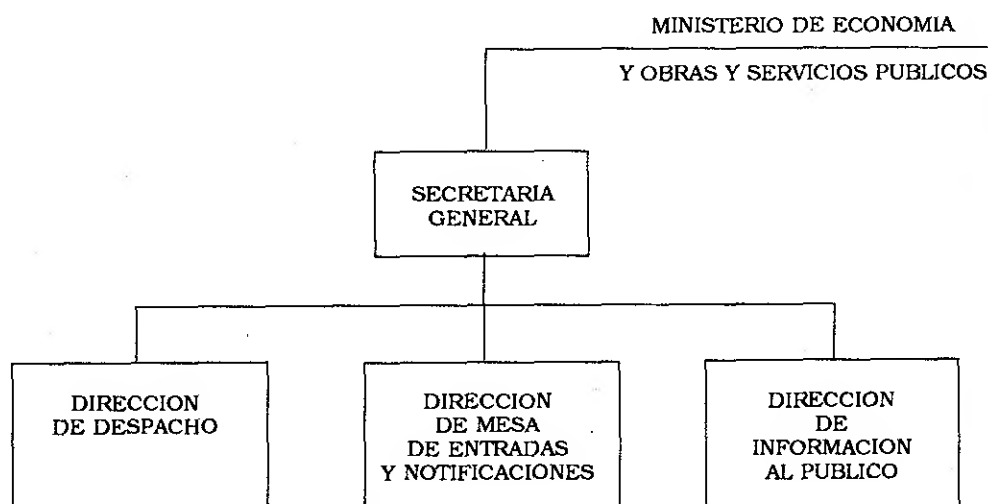 MINISTERIO DE ECONOMIA
Y OBRAS Y SERVICIOS PUBLICOS
SECRETARIA
GENERAL
DIRECCION
DE DESPACHO
DIRECCION
DE MESA
DE ENTRADAS
Y NOTIFICACIONES
DIRECCION
DE
INFORMACION
AL PUBLICO